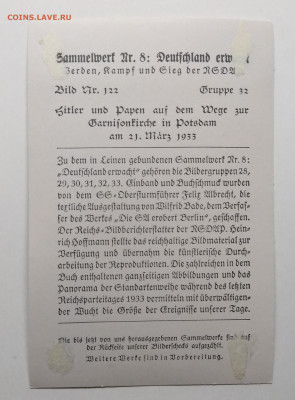 COINS.LAVE.RU
Sammelwerk Nr. 8: Deutschland erwacht
Werden, Kampf und Sieg der NSDAP
Bild Nr. 122 Gruppe 32
Hitler und Papen auf dem Wege zur
Garnisonkirche in Potsdam
am 21. März 1933
Zu dem in Leinen gebundenen Sammelwerk Nr. 8:
„Deutschland erwacht“ gehören die Bildergruppen 28,
29, 30, 31, 32, 33. Einband und Buchschmuck wurden
von dem SS-Obersturmführer Felix Albrecht, die
textliche Ausgestaltung von Wilfrid Bade, dem Verfas-
ser des Werkes „Die SA erobert Berlin“, geschaffen.
Der Reichs-Bildberichterstatter der NSDAP. Hein-
rich Hoffmann stellte das reichhaltige Bildmaterial zur
Verfügung und übernahm die künstlerische Durch-
arbeitung der Reproduktionen. Die zahlreichen in dem
Buch enthaltenen ganzseitigen Abbildungen und das
Panorama der Standartenweihe während des letzten
Reichsparteitages 1933 vermitteln mit überwältigen-
der Wucht die Größe der Ereignisse unserer Tage.
Die bis jetzt von uns herausgegebenen Sammelwerke sind auf
der Rückseite unserer Bilderschecks aufgezählt.
Weitere Werke sind in Vorbereitung.